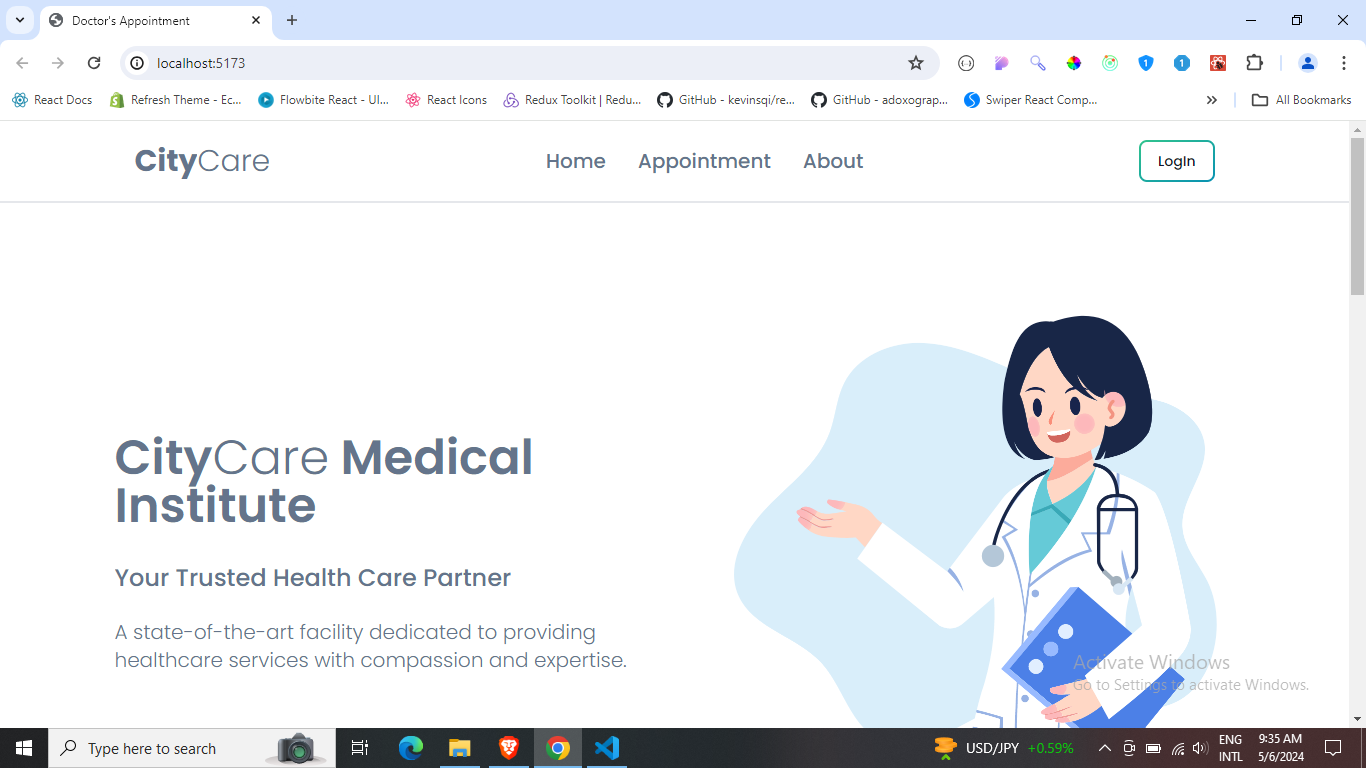 Doctor's Appointment
localhost:5173
1
1
React Docs
Refresh Theme - Ec...
Flowbite React - UI...
React Icons
Redux Toolkit | Redu...
GitHub - kevinsqi/re...
GitHub - adoxograp...
Swiper React Comp...
All Bookmarks
CityCare
Home
Appointment
About
LogIn
CityCare Medical
Institute
Your Trusted Health Care Partner
A state-of-the-art facility dedicated to providing
healthcare services with compassion and expertise.
Activate Windows
Go to Settings to activate Windows.
Type here to search
USD/JPY +0.59%
ENG
INTL
9:35 AM
5/6/2024